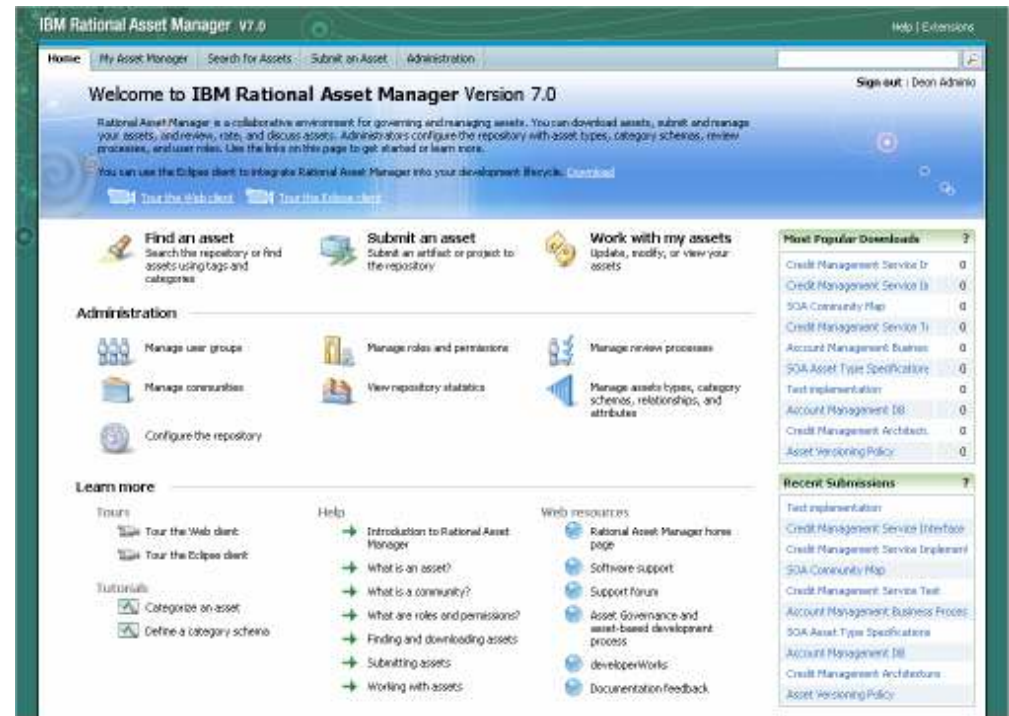 IBM Rational Asset Manager V7.0
Help | Extensions
Home
My Asset Manager
Search for Assets
Submit an Asset
Administration
Sign out : Deon Adminio
Welcome to IBM Rational Asset Manager Version 7.0
Rational Asset Manager is a collaborative environment for governing and managing assets. You can download assets, submit and manage
your assets, and review, rate, and discuss assets. Administrators configure the repository with asset types, category schemas, review
processes, and user roles. Use the links on this page to get started or learn more.
You can use the Eclipse client to integrate Rational Asset Manager into your development lifecycle. Download
Tour the Web client
Tour the Eclipse client
Find an asset
Search the repository or find
assets using tags and
categories
Submit an asset
Submit an artifact or project to
the repository
Work with my assets
Update, modify, or view your
assets
Administration
Manage user groups
Manage roles and permissions
Manage review processes
Manage communities
View repository statistics
Manage assets types, category
schemas, relationships, and
attributes
Configure the repository
Learn more
Tours
Tour the Web client
Tour the Eclipse client
Tutorials
Categorize an asset
Define a category schema
Help
Introduction to Rational Asset
Manager
What is an asset?
What is a community?
What are roles and permissions?
Finding and downloading assets
Submitting assets
Working with assets
Web resources
Rational Asset Manager home
page
Software support
Support forum
Asset Governance and
asset-based development
process
developerWorks
Documentation feedback
Most Popular Downloads ?
Credit Management Service Ir 0
Credit Management Service 0
SOA Community Map 0
Credit Management Service Te 0
Account Management Busines 0
SOA Asset Type Specifications 0
Test implementation 0
Account Management DB 0
Credit Management Architectu 0
Asset Versioning Policy 0
Recent Submissions ?
Test implementation
Credit Management Service Interface
Credit Management Service Implement
SOA Community Map
Credit Management Service Test
Account Management Business Proces
SOA Asset Type Specifications
Account Management DB
Credit Management Architecture
Asset Versioning Policy